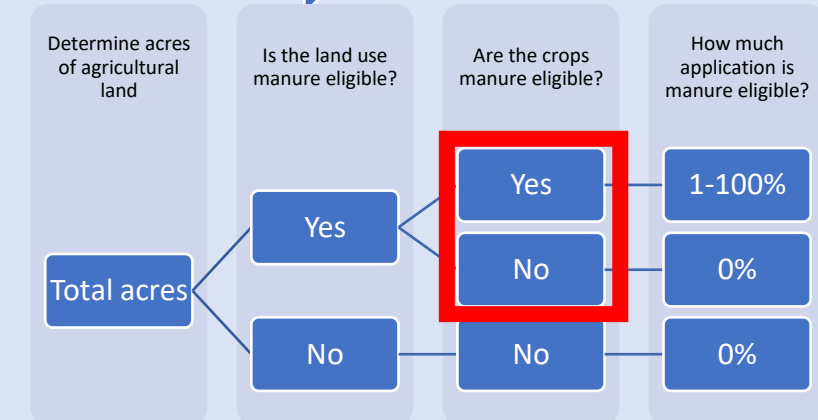 Determine acres
of agricultural
land
Is the land use
manure eligible?
Are the crops
manure eligible?
How much
application is
manure eligible?
Total acres
Yes
No
Yes
No
No
1-100%
0%
0%